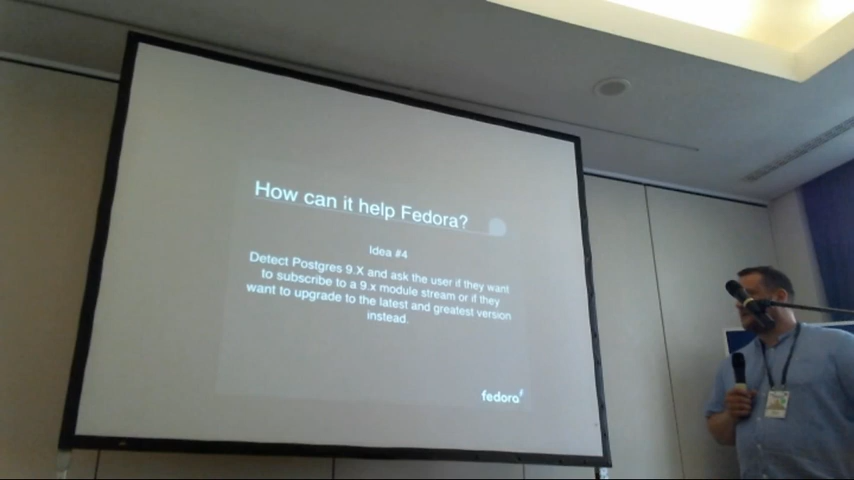 How can it help Fedora?
Idea #4
Detect Postgres 9.X and ask the user if they want
to subscribe to a 9.x module stream or if they
want to upgrade to the latest and greatest version
instead.
fedora